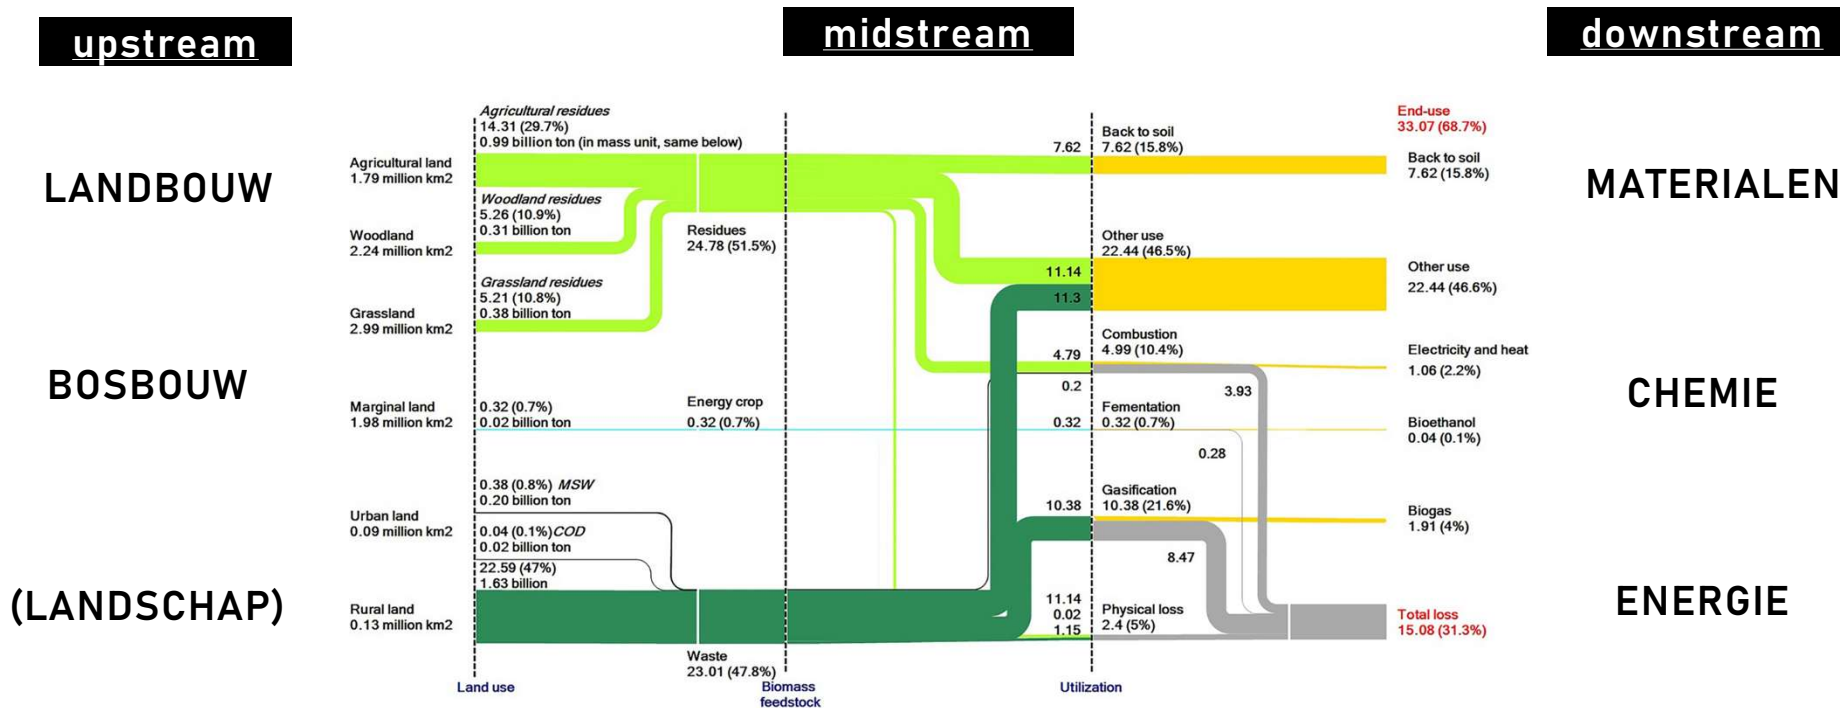 upstream
midstream
downstream
LANDBOUW
BOSBOUW
(LANDSCHAP)
Agricultural land
1.79 million km2
Woodland
2.24 million km2
Grassland
2.99 million km2
Marginal land
1.98 million km2
Urban land
0.09 million km2
Rural land
0.13 million km2
Agricultural residues
14.31 (29.7%)
0.99 billion ton (in mass unit, same below)
Woodland residues
5.26 (10.9%)
0.31 billion ton
Grassland residues
5.21 (10.8%)
0.38 billion ton
0.32 (0.7%)
0.02 billion ton
0.38 (0.8%) MSW
0.20 billion ton
0.04 (0.1%)COD
0.02 billion ton
22.59 (47%)
1.63 billion
Land use
Residues
24.78 (51.5%)
Energy crop
0.32 (0.7%)
Waste
23.01 (47.8%)
Biomass
feedstock
7.62
11.14
11.3
4.79
0.2
0.32
10.38
11.14
0.02
1.15
Back to soil
7.62 (15.8%)
Other use
22.44 (46.5%)
Combustion
4.99 (10.4%)
Fementation
0.32 (0.7%)
Gasification
10.38 (21.6%)
Physical loss
2.4 (5%)
Utilization
3.93
0.28
8.47
End-use
33.07 (68.7%)
Back to soil
7.62 (15.8%)
Other use
22.44 (46.6%)
Electricity and heat
1.06 (2.2%)
Bioethanol
0.04 (0.1%)
Biogas
1.91 (4%)
Total loss
15.08 (31.3%)
MATERIALEN
CHEMIE
ENERGIE